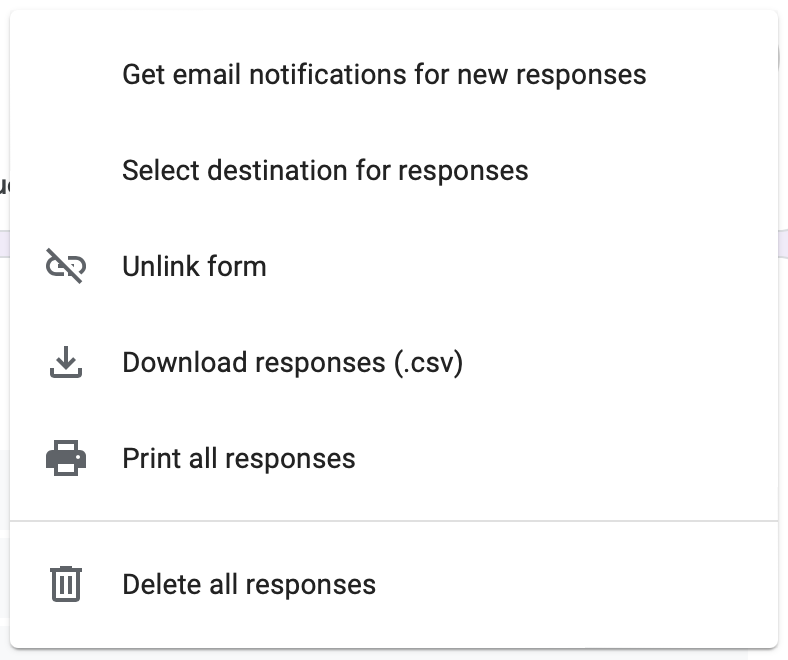 Get email notifications for new responses
Select destination for responses
Unlink form
Download responses (.csv)
Print all responses
Delete all responses